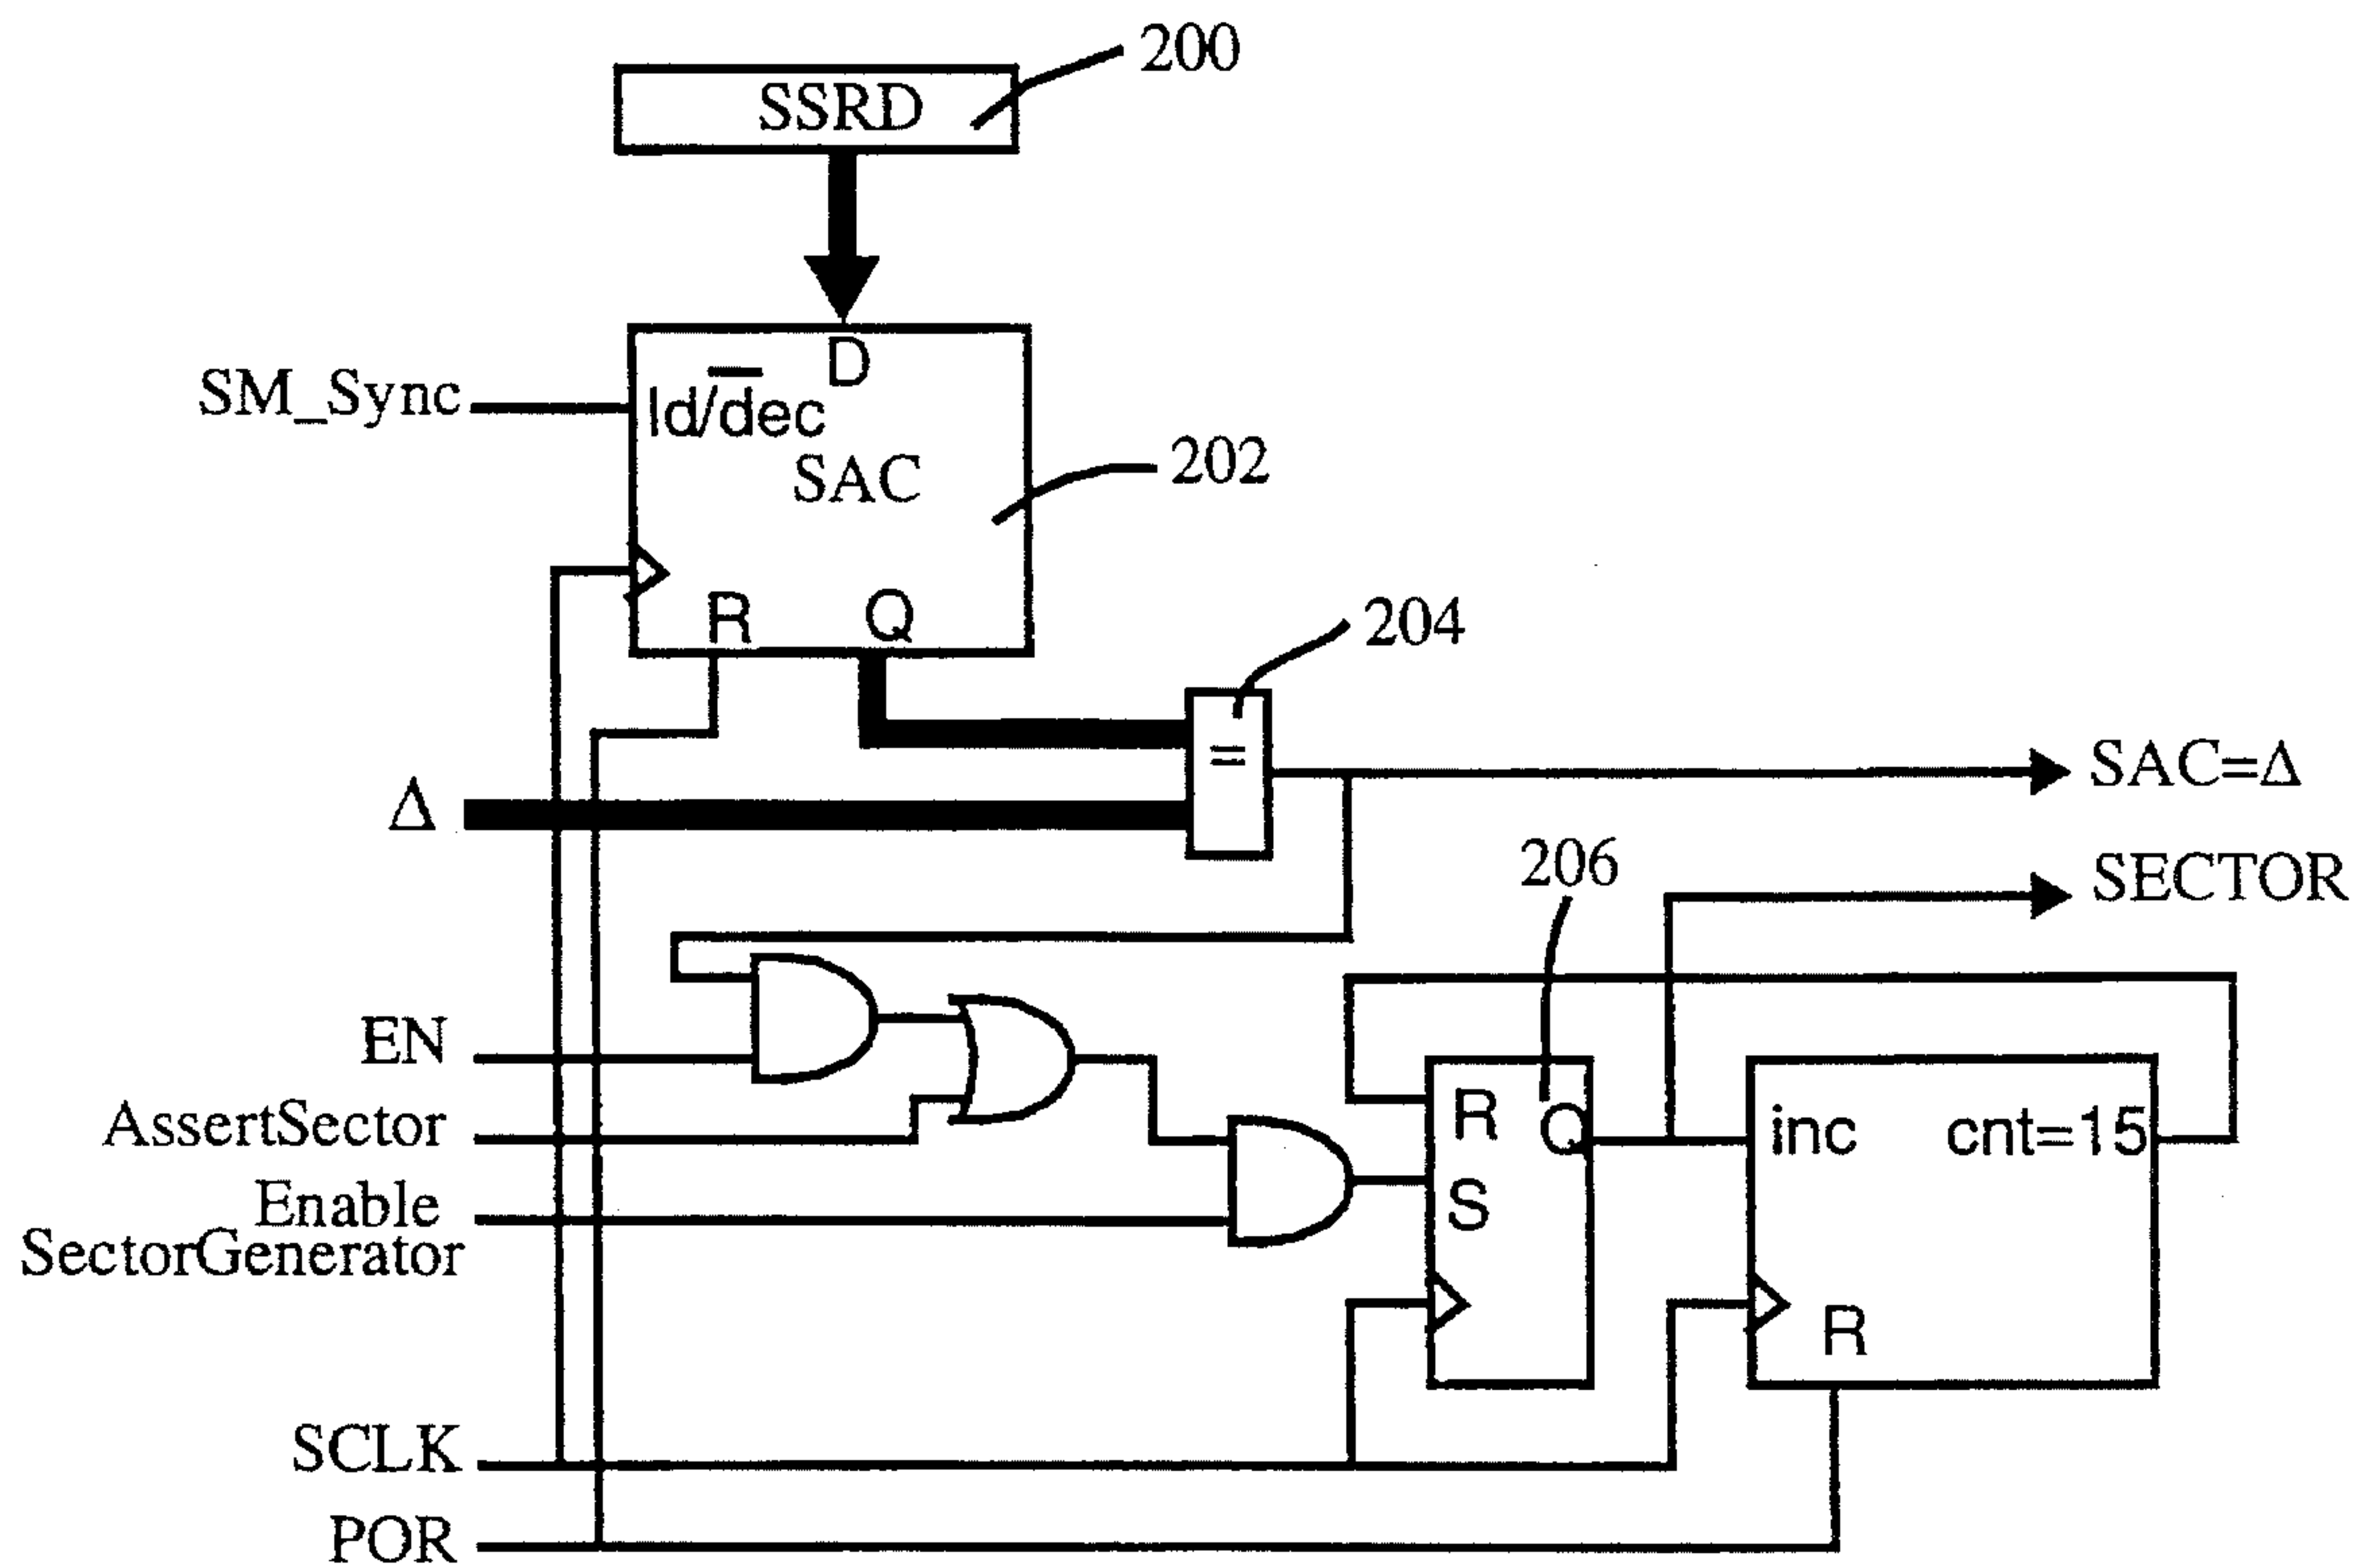 200
SSRD
D
SM_Sync
ld/dec
SAC
202
R Q
204
=
Δ
SAC=Δ
206
SECTOR
EN
AssertSector
R Q
inc cnt=15
Enable
SectorGenerator
S
R
SCLK
POR